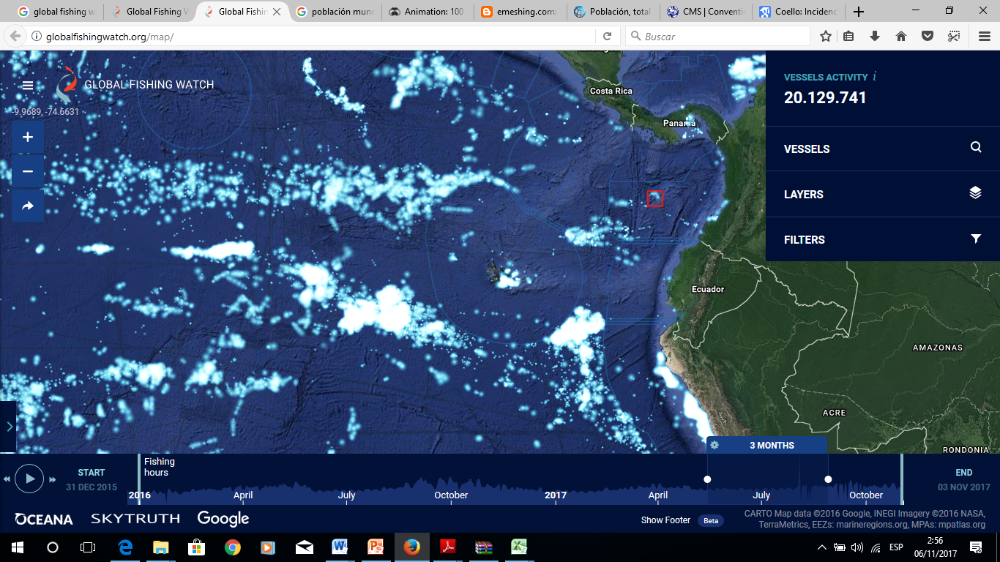 global fishing w
Global Fishing W
Global Fishin
población mund
Animation: 100
emeshing.com:
Población, total
CMS | Conventi
Coello: Incidenc
globalfishingwatch.org/map/
Buscar
GLOBAL FISHING WATCH
-9.9689, -74.6631
VESSELS ACTIVITY i
20.129.741
VESSELS
LAYERS
FILTERS
Costa Rica
Panamá
Ecuador
AMAZONAS
ACRE
RONDONIA
3 MONTHS
START
31 DEC 2015
Fishing
hours
2016 April July October 2017 April July October
END
03 NOV 2017
OCEANA SKYTRUTH Google
Show Footer Beta
CARTO Map data ©2016 Google, INEGI Imagery ©2016 NASA,
TerraMetrics, EEZs: marineregions.org, MPAs: mpatlas.org
ESP
2:56
06/11/2017